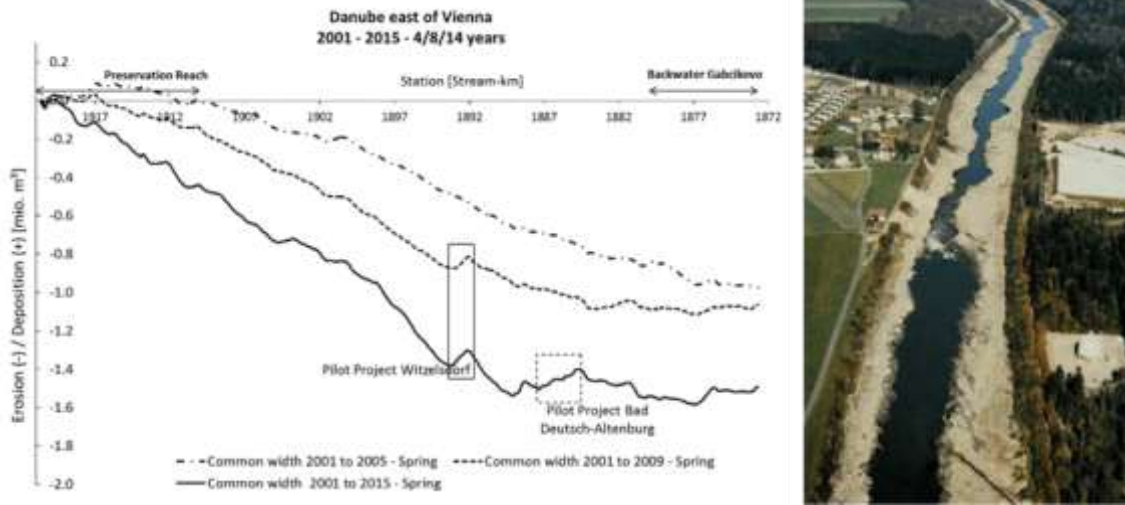 Danube east of Vienna
2001 - 2015 - 4/8/14 years
Preservation Reach
Station [Stream-km]
Backwater Gabcikovo
0.2
1917
1912
1902
1897
1892
1887
1882
1877
1872
-0.2
-0.4
-0.6
-0.8
-1.0
-1.2
-1.4
-1.6
-1.8
-2.0
Erosion (-) / Deposition (+) [mio. m³]
Pilot Project Witzelsdorf
Pilot Project Bad
Deutsch-Altenburg
Common width 2001 to 2005 - Spring
Common width 2001 to 2009 - Spring
Common width 2001 to 2015 - Spring